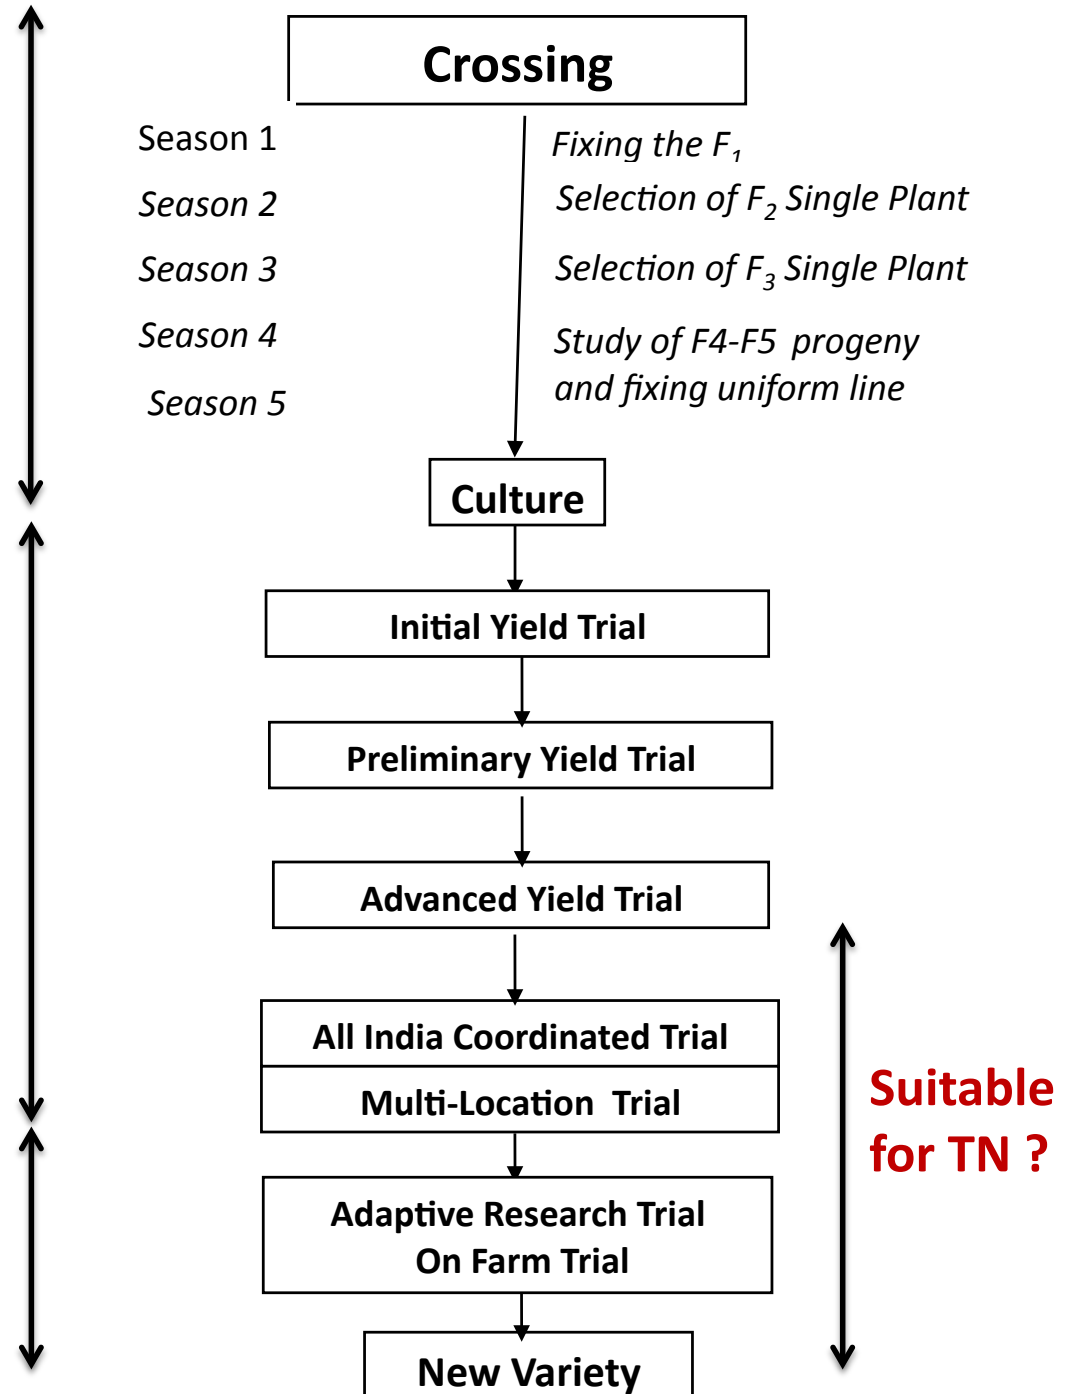 Crossing
Season 1
Fixing the F1
Season 2
Selection of F2 Single Plant
Season 3
Selection of F3 Single Plant
Season 4
Study of F4-F5 progeny
and fixing uniform line
Season 5
Culture
Initial Yield Trial
Preliminary Yield Trial
Advanced Yield Trial
All India Coordinated Trial
Multi-Location Trial
Suitable
for TN ?
Adaptive Research Trial
On Farm Trial
New Variety